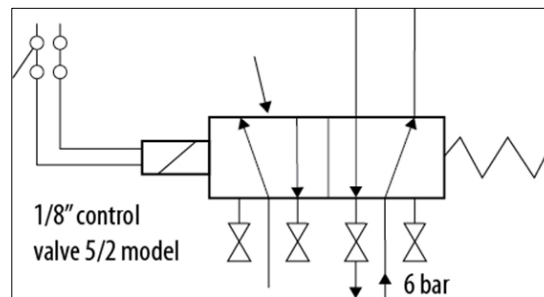 1/8” control
valve 5/2 model
6 bar